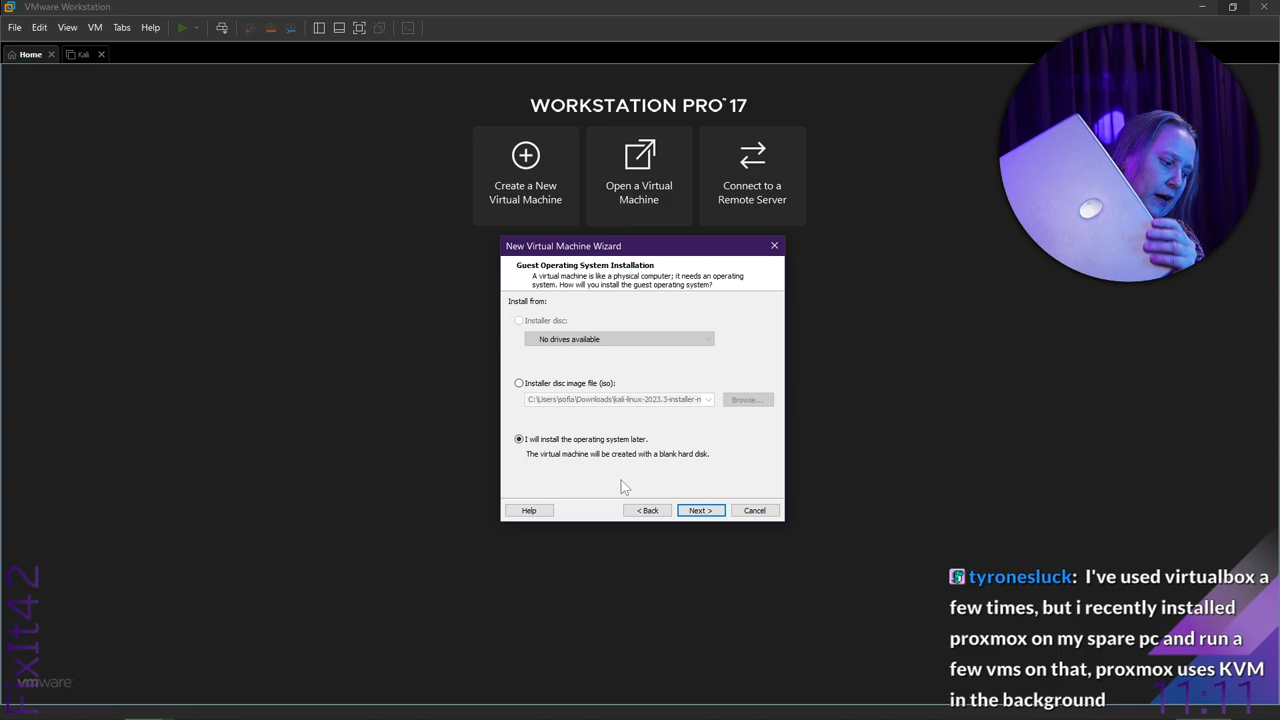 VMware Workstation
File Edit View VM Tabs Help
Home Kali
WORKSTATION PRO™ 17
Create a New
Virtual Machine
Open a Virtual
Machine
Connect to a
Remote Server
New Virtual Machine Wizard
Guest Operating System Installation
A virtual machine is like a physical computer; it needs an operating
system. How will you install the guest operating system?
Install from:
Installer disc:
No drives available
Installer disc image file (iso):
C:\Users\sofia\Downloads\kali-linux-2023.3-installer-n
Browse...
I will install the operating system later.
The virtual machine will be created with a blank hard disk.
Help < Back Next > Cancel
FixIt42
vmware
tyronesluck: I've used virtualbox a
few times, but i recently installed
proxmox on my spare pc and run a
few vms on that, proxmox uses KVM
in the background
11:11